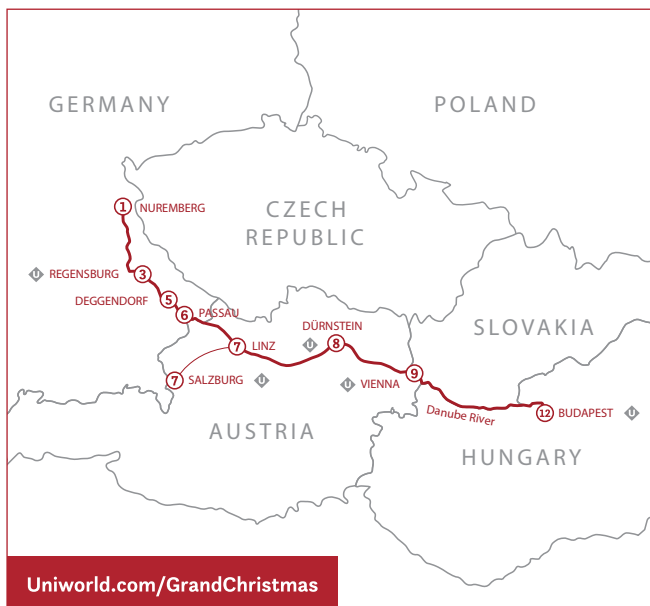 GERMANY
POLAND
1 NUREMBERG
CZECH
REPUBLIC
U REGENSBURG 3
DEGGENDORF 5
6 PASSAU
DÜRNSTEIN
SLOVAKIA
7 LINZ
U 8
7 SALZBURG U
U VIENNA 9
Danube River
12 BUDAPEST U
AUSTRIA
HUNGARY
Uniworld.com/GrandChristmas